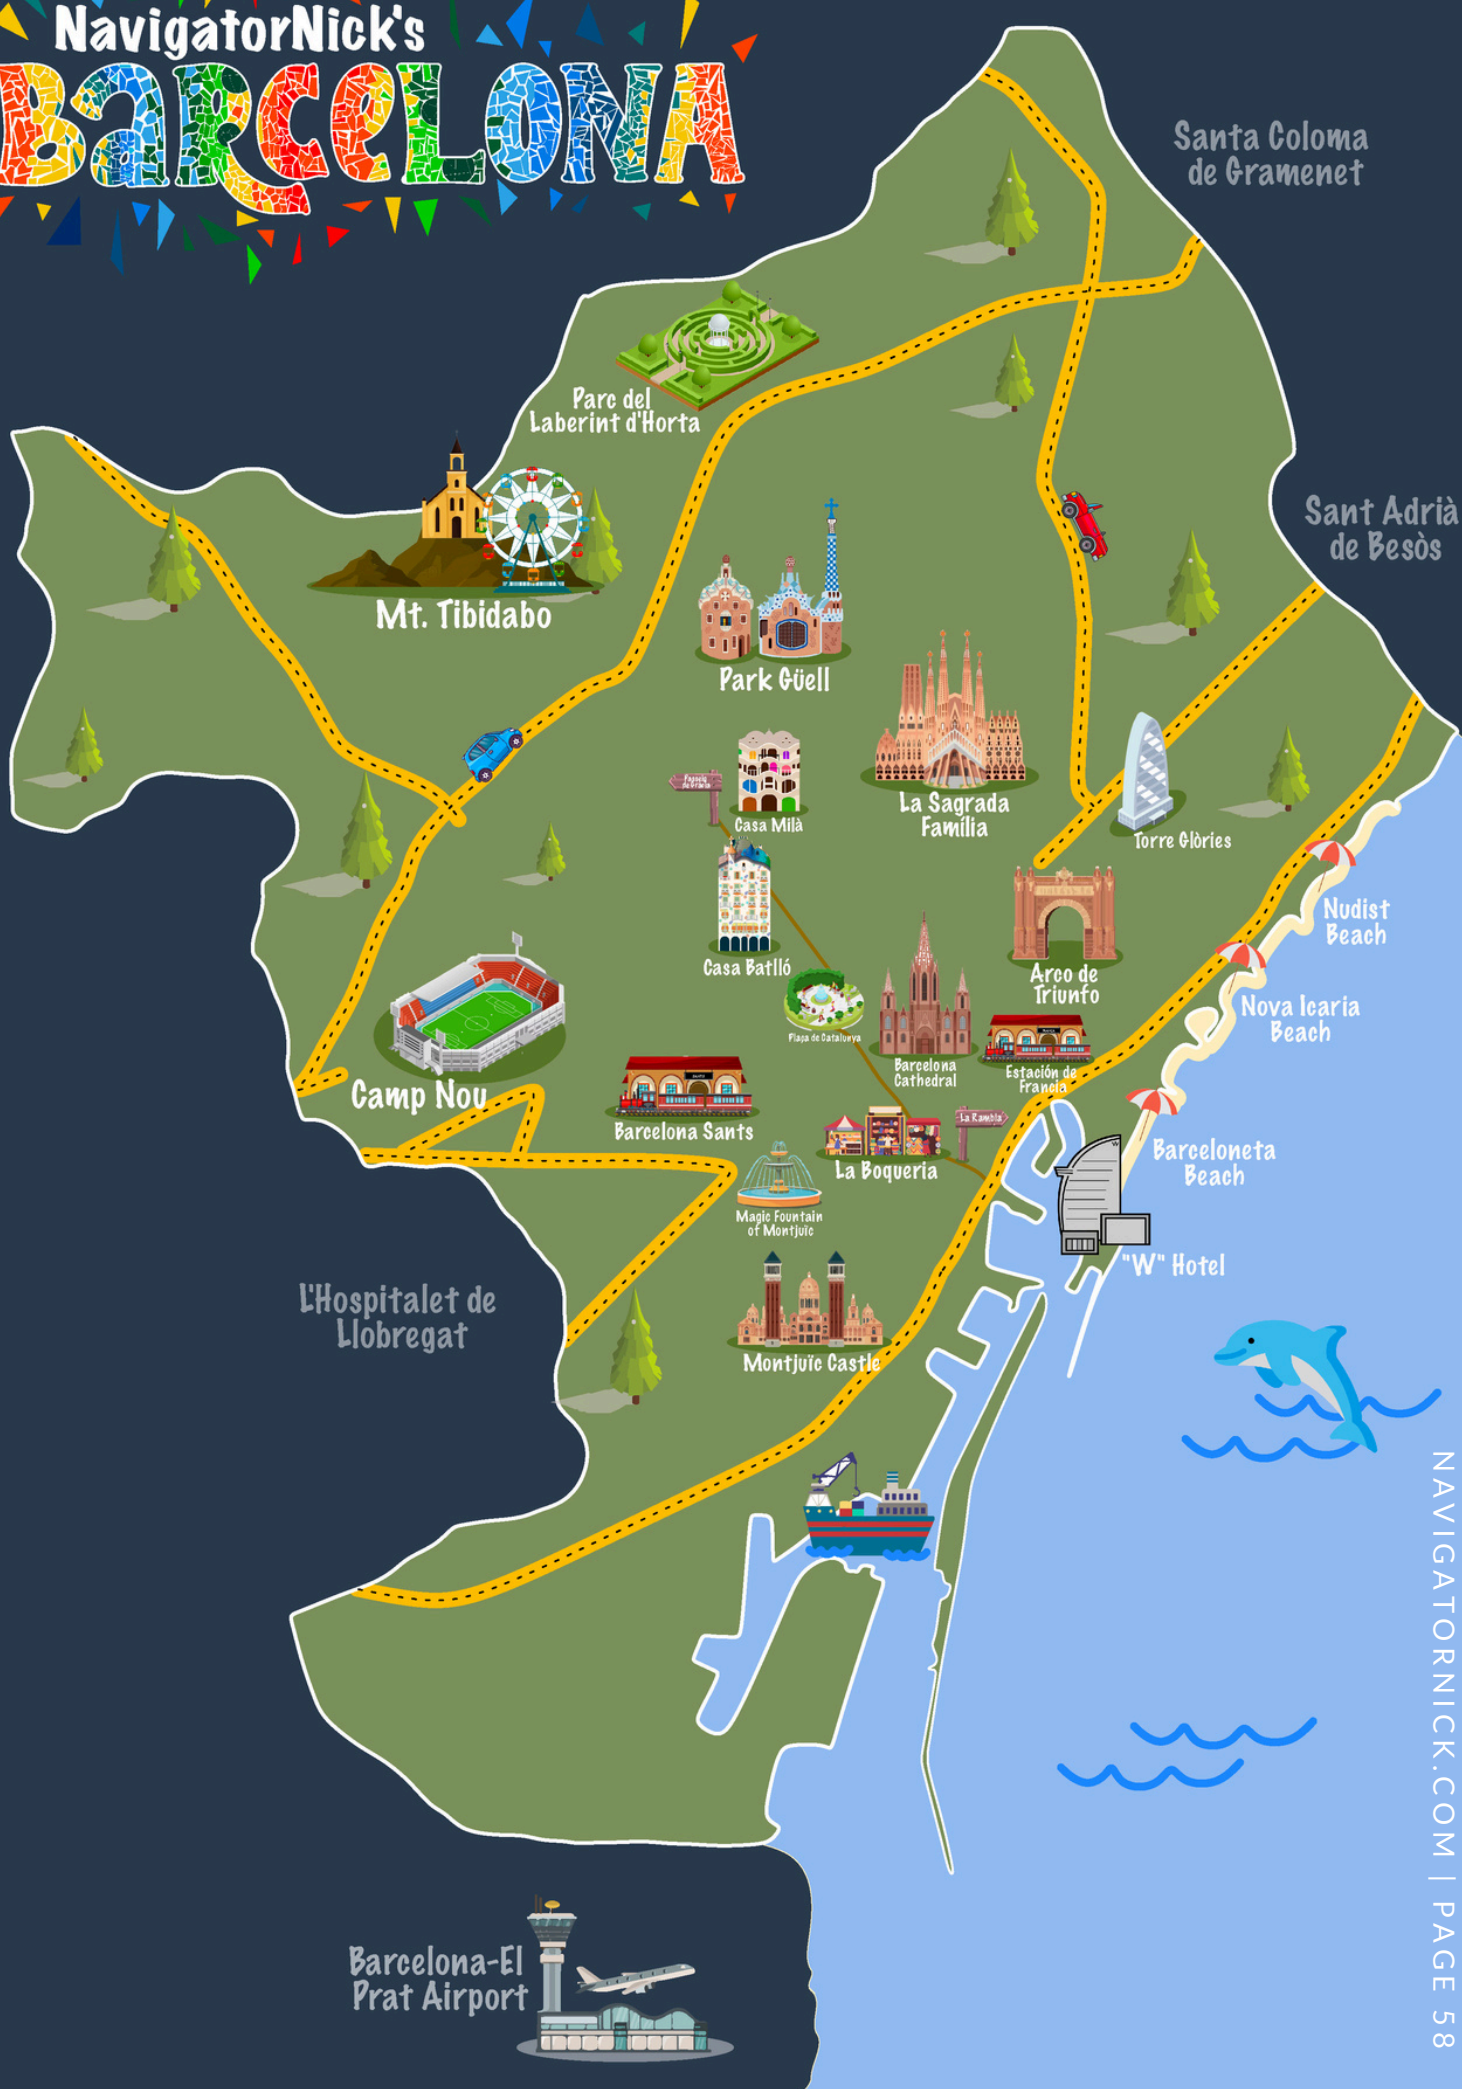 NavigatorNick's
BARCELONA
Santa Coloma
de Gramenet
Parc del
Laberint d'Horta
Sant Adrià
de Besòs
Mt. Tibidabo
Park Güell
Passeig
de Gràcia
Casa Milà
La Sagrada
Família
Torre Glòries
Nudist
Beach
Casa Batlló
Arco de
Triunfo
Nova Icaria
Beach
Plaça de Catalunya
Barcelona
Cathedral
Estación de
Francia
Camp Nou
Barcelona Sants
La Rambla
La Boqueria
Barceloneta
Beach
Magic Fountain
of Montjuïc
"W" Hotel
L'Hospitalet de
Llobregat
Montjuïc Castle
Barcelona-El
Prat Airport
NAVIGATORNICK.COM | PAGE 58